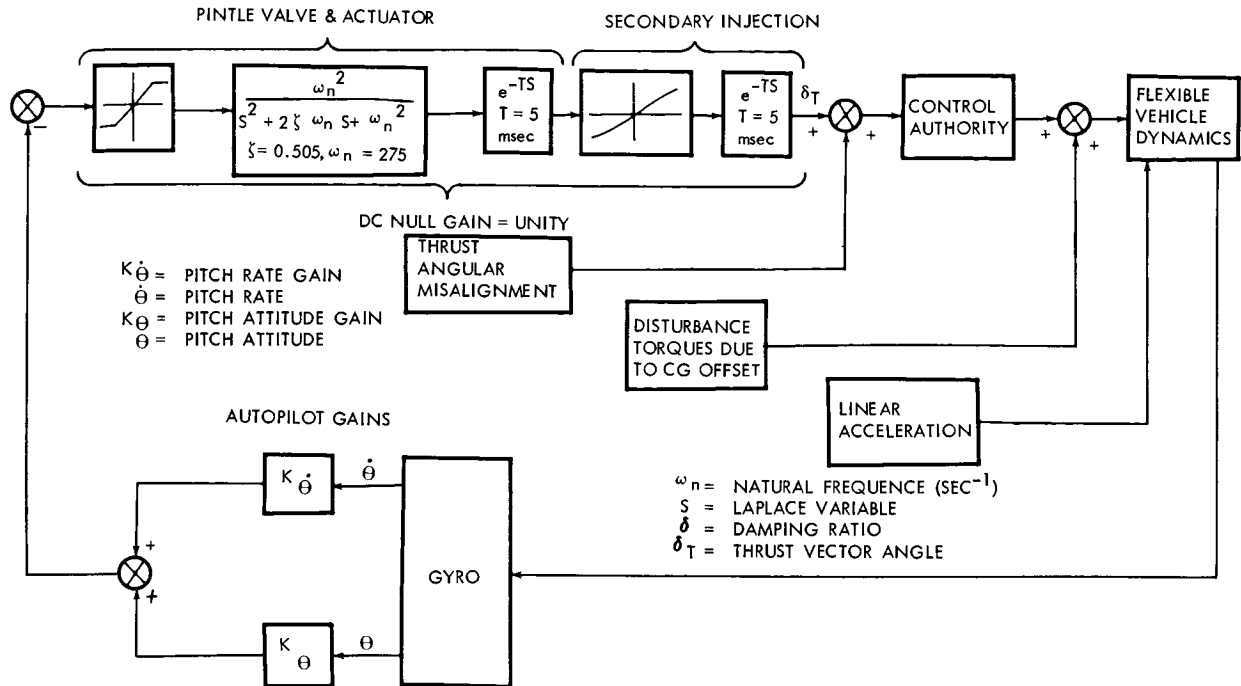 PINTLE VALVE & ACTUATOR
SECONDARY INJECTION
ωn²
S² + 2 ζ ωn S+ ωn²
ζ = 0.505, ωn = 275
e-TS
T = 5
msec
e-TS
T = 5
msec
δT
+
+
+
CONTROL
AUTHORITY
+
+
+
FLEXIBLE
VEHICLE
DYNAMICS
−
DC NULL GAIN = UNITY
THRUST
ANGULAR
MISALIGNMENT
Kθ̇ = PITCH RATE GAIN
θ̇ = PITCH RATE
Kθ = PITCH ATTITUDE GAIN
θ = PITCH ATTITUDE
DISTURBANCE
TORQUES DUE
TO CG OFFSET
LINEAR
ACCELERATION
AUTOPILOT GAINS
K θ̇
θ̇
ωn = NATURAL FREQUENCE (SEC⁻¹)
S = LAPLACE VARIABLE
δ = DAMPING RATIO
δT = THRUST VECTOR ANGLE
+
+
GYRO
K θ
θ